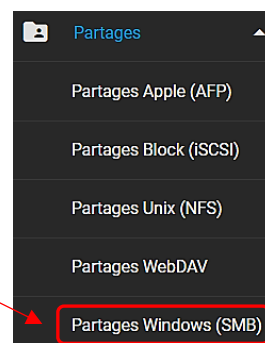 Partages
Partages Apple (AFP)
Partages Block (iSCSI)
Partages Unix (NFS)
Partages WebDAV
Partages Windows (SMB)